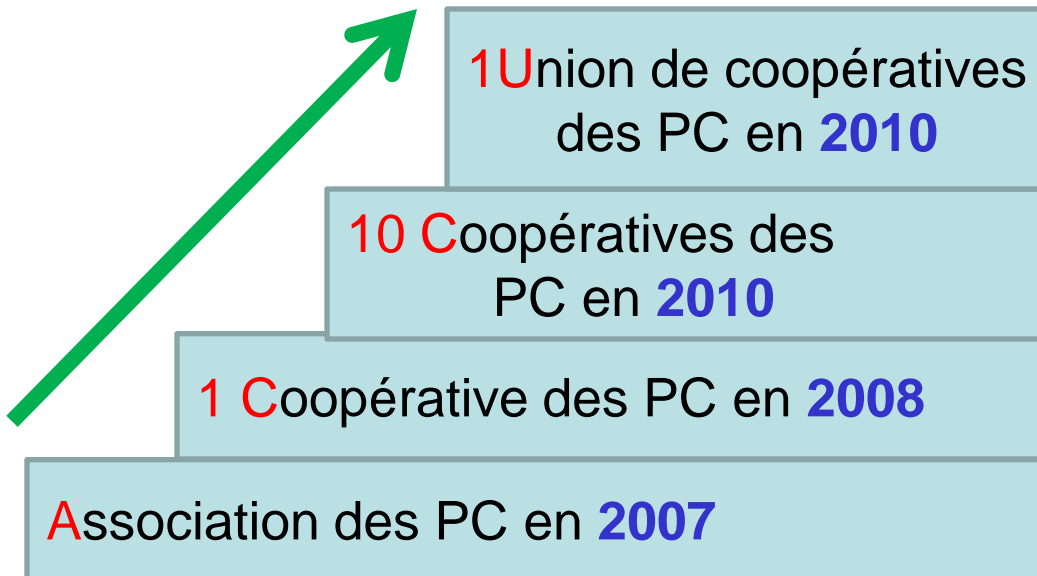 1Union de coopératives
des PC en 2010
10 Coopératives des
PC en 2010
1 Coopérative des PC en 2008
Association des PC en 2007